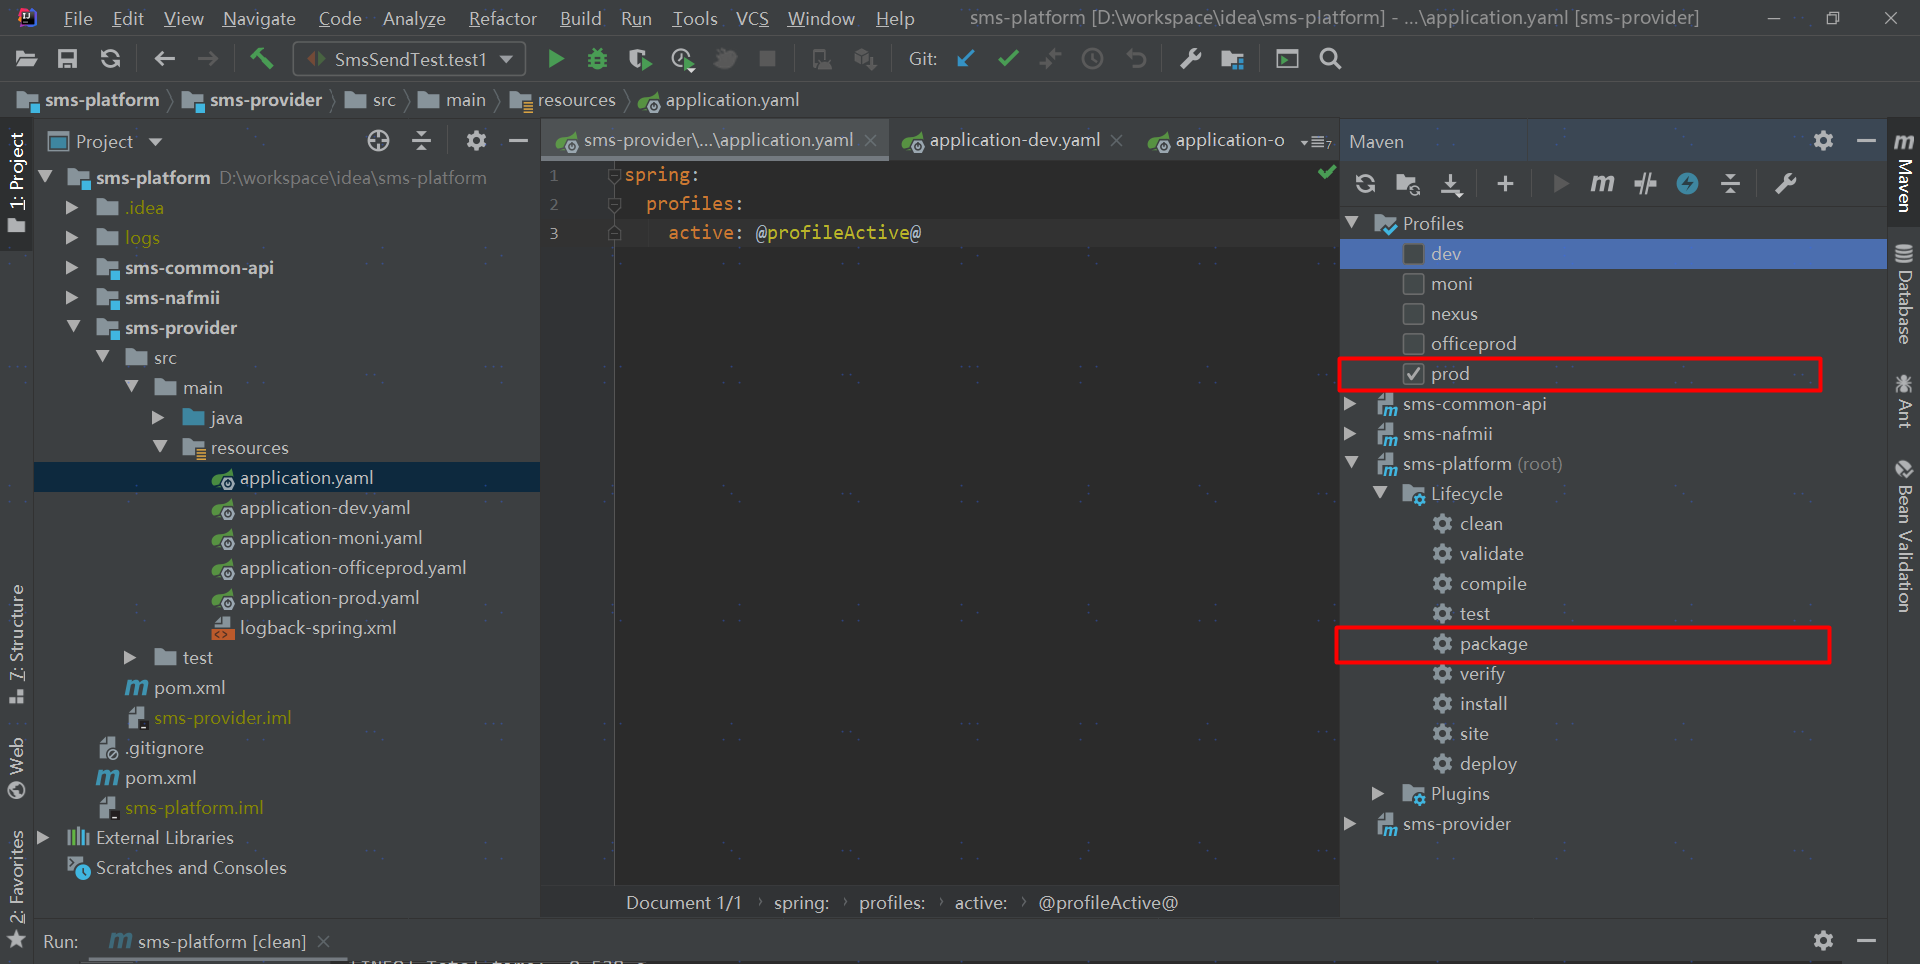 File Edit View Navigate Code Analyze Refactor Build Run Tools VCS Window Help sms-platform [D:\workspace\idea\sms-platform] - ...\application.yaml [sms-provider]
SmsSendTest.test1 Git:
sms-platform sms-provider src main resources application.yaml
1: Project
7: Structure
Web
2: Favorites
Project
sms-platform D:\workspace\idea\sms-platform
.idea
logs
sms-common-api
sms-nafmii
sms-provider
src
main
java
resources
application.yaml
application-dev.yaml
application-moni.yaml
application-officeprod.yaml
application-prod.yaml
logback-spring.xml
test
pom.xml
sms-provider.iml
.gitignore
pom.xml
sms-platform.iml
External Libraries
Scratches and Consoles
sms-provider\...\application.yaml application-dev.yaml application-o 7
1 spring:
2 profiles:
3 active: @profileActive@
Document 1/1 spring: profiles: active: @profileActive@
Maven
Profiles
dev
moni
nexus
officeprod
prod
sms-common-api
sms-nafmii
sms-platform (root)
Lifecycle
clean
validate
compile
test
package
verify
install
site
deploy
Plugins
sms-provider
Maven
Database
Ant
Bean Validation
Run: sms-platform [clean]